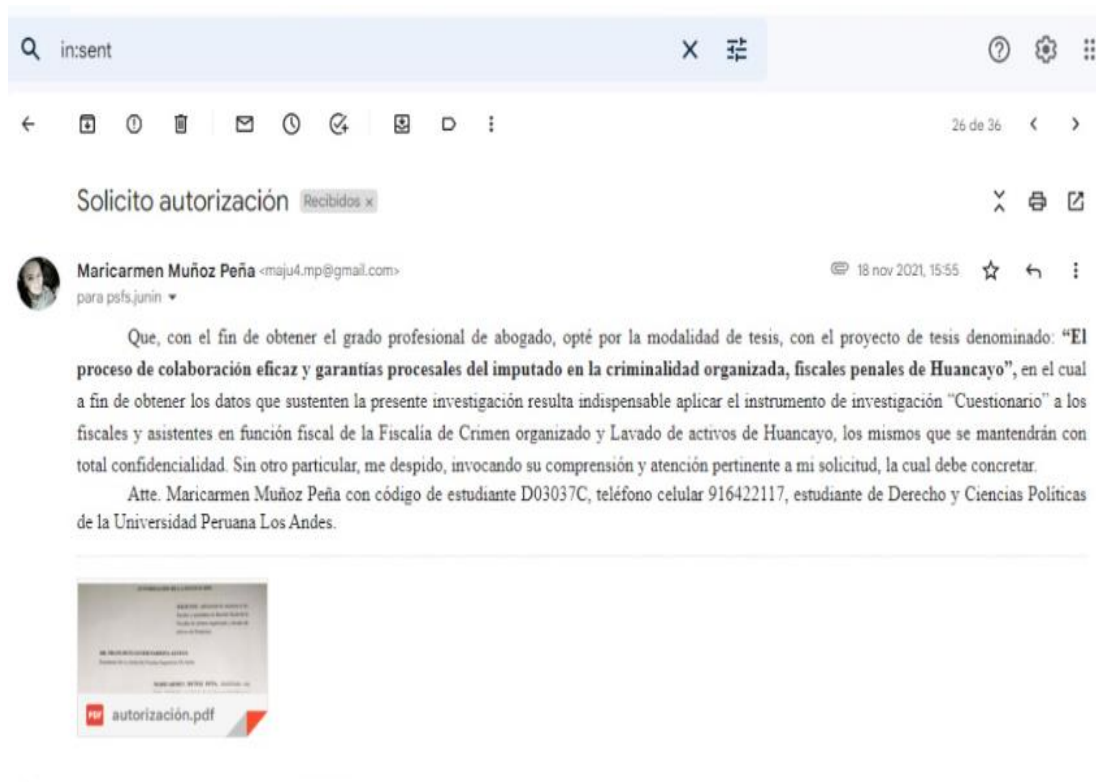 in:sent
26 de 36
Solicito autorización Recibidos x
Maricarmen Muñoz Peña <maju4.mp@gmail.com> 18 nov 2021, 15:55
para psfs.junin
Que, con el fin de obtener el grado profesional de abogado, opté por la modalidad de tesis, con el proyecto de tesis denominado: “El
proceso de colaboración eficaz y garantías procesales del imputado en la criminalidad organizada, fiscales penales de Huancayo”, en el cual
a fin de obtener los datos que sustenten la presente investigación resulta indispensable aplicar el instrumento de investigación “Cuestionario” a los
fiscales y asistentes en función fiscal de la Fiscalía de Crimen organizado y Lavado de activos de Huancayo, los mismos que se mantendrán con
total confidencialidad. Sin otro particular, me despido, invocando su comprensión y atención pertinente a mi solicitud, la cual debe concretar.
Atte. Maricarmen Muñoz Peña con código de estudiante D03037C, teléfono celular 916422117, estudiante de Derecho y Ciencias Políticas
de la Universidad Peruana Los Andes.
PDF autorización.pdf